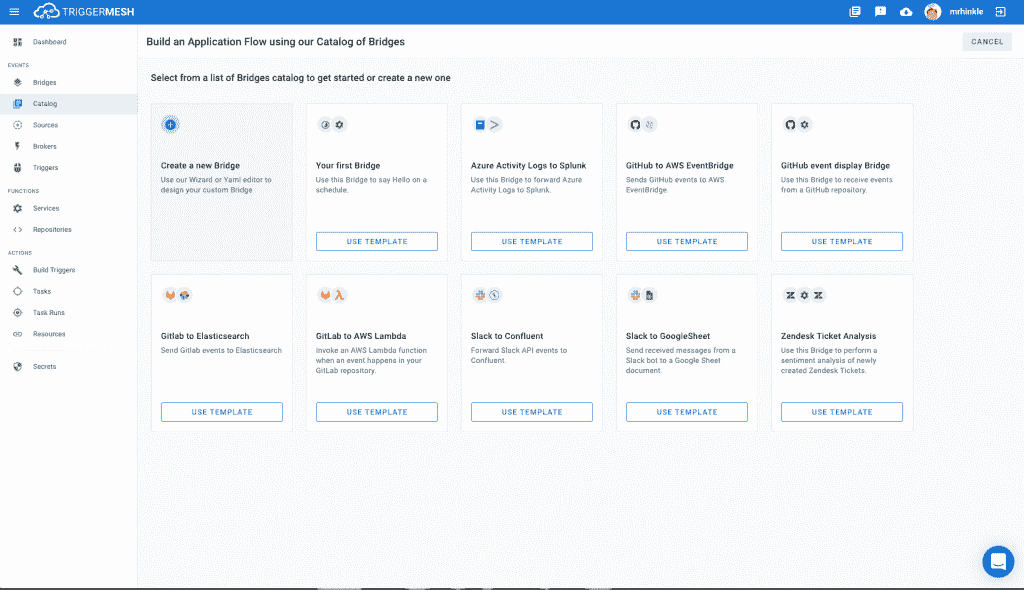 TRIGGERMESH
mrhinkle
Dashboard
EVENTS
Bridges
Catalog
Sources
Brokers
Triggers
FUNCTIONS
Services
Repositories
ACTIONS
Build Triggers
Tasks
Task Runs
Resources
Secrets
Build an Application Flow using our Catalog of Bridges
CANCEL
Select from a list of Bridges catalog to get started or create a new one
Create a new Bridge
Use our Wizard or Yaml editor to
design your custom Bridge
Your first Bridge
Use this Bridge to say Hello on a
schedule.
USE TEMPLATE
Azure Activity Logs to Splunk
Use this Bridge to forward Azure
Activity Logs to Splunk.
USE TEMPLATE
GitHub to AWS EventBridge
Sends GitHub events to AWS
EventBridge.
USE TEMPLATE
GitHub event display Bridge
Use this Bridge to receive events
from a GitHub repository.
USE TEMPLATE
Gitlab to Elasticsearch
Send Gitlab events to Elasticsearch
USE TEMPLATE
GitLab to AWS Lambda
Invoke an AWS Lambda function
when an event happens in your
GitLab repository.
USE TEMPLATE
Slack to Confluent
Forward Slack API events to
Confluent.
USE TEMPLATE
Slack to GoogleSheet
Send received messages from a
Slack bot to a Google Sheet
document.
USE TEMPLATE
Zendesk Ticket Analysis
Use this Bridge to perform a
sentiment analysis of newly
created Zendesk Tickets.
USE TEMPLATE